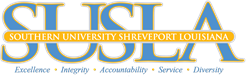 SUSLA
SOUTHERN UNIVERSITY SHREVEPORT LOUISIANA
Excellence • Integrity • Accountability • Service • Diversity